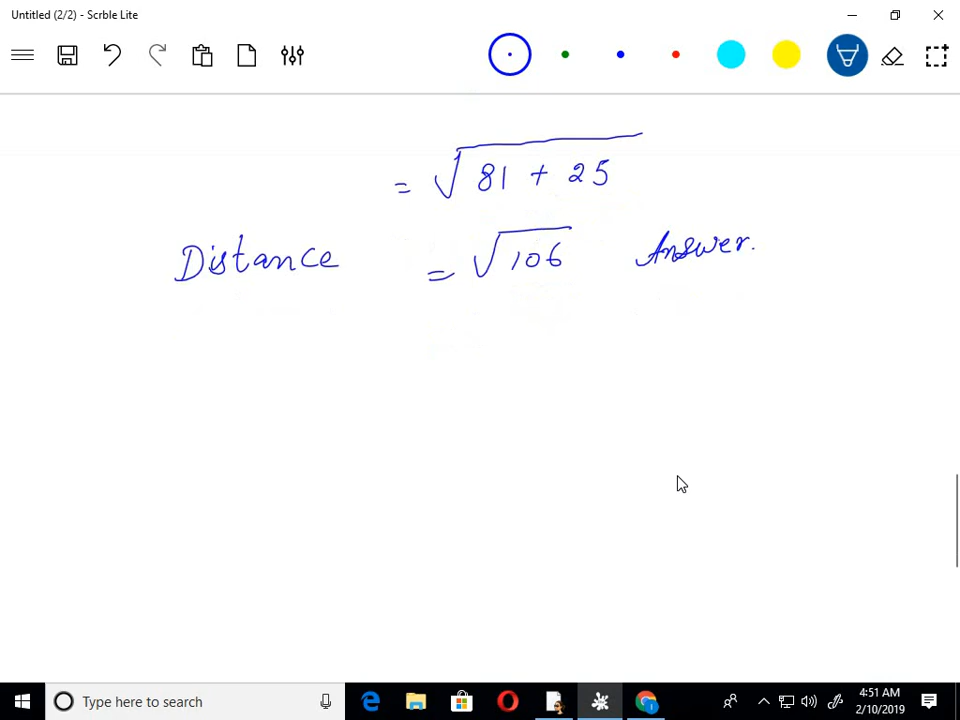 Untitled (2/2) - Scrble Lite
= √81 + 25
Distance = √106 Answer.
Type here to search
4:51 AM
2/10/2019